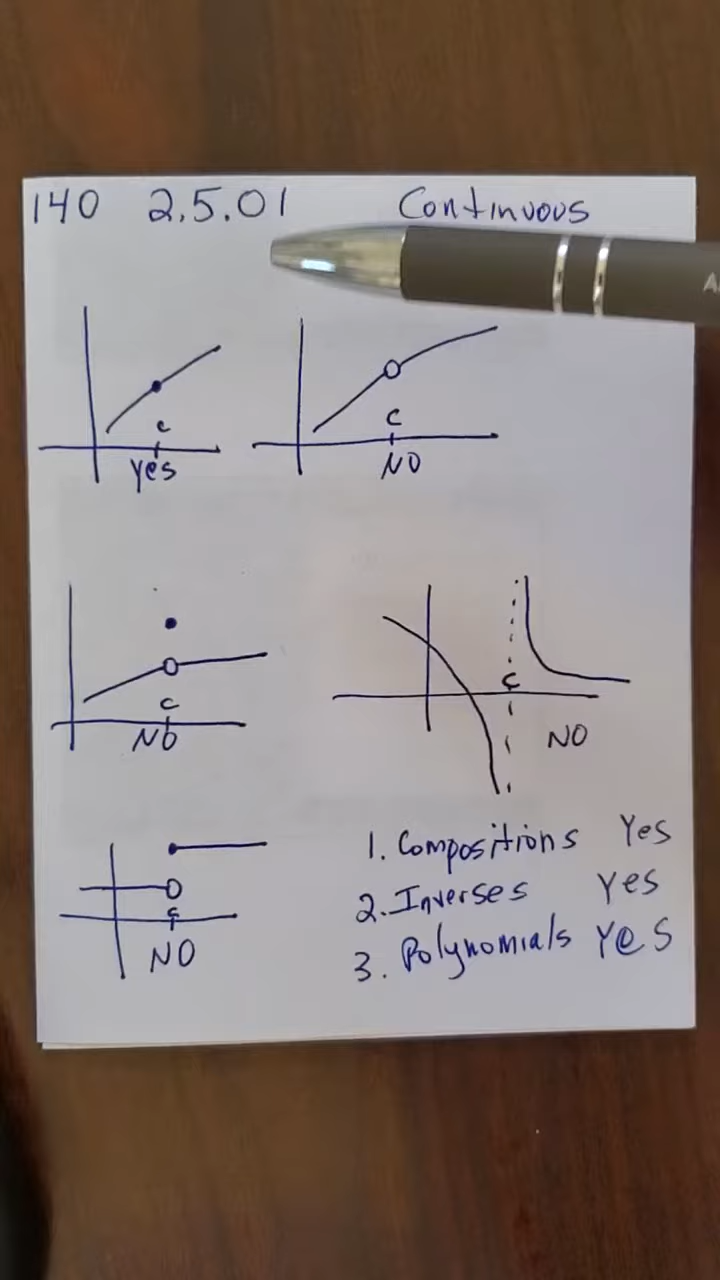 140 2.5.01 Continuous
c
Yes
c
NO
c
NO
c
NO
c
NO
1. Compositions Yes
2. Inverses Yes
3. Polynomials Yes